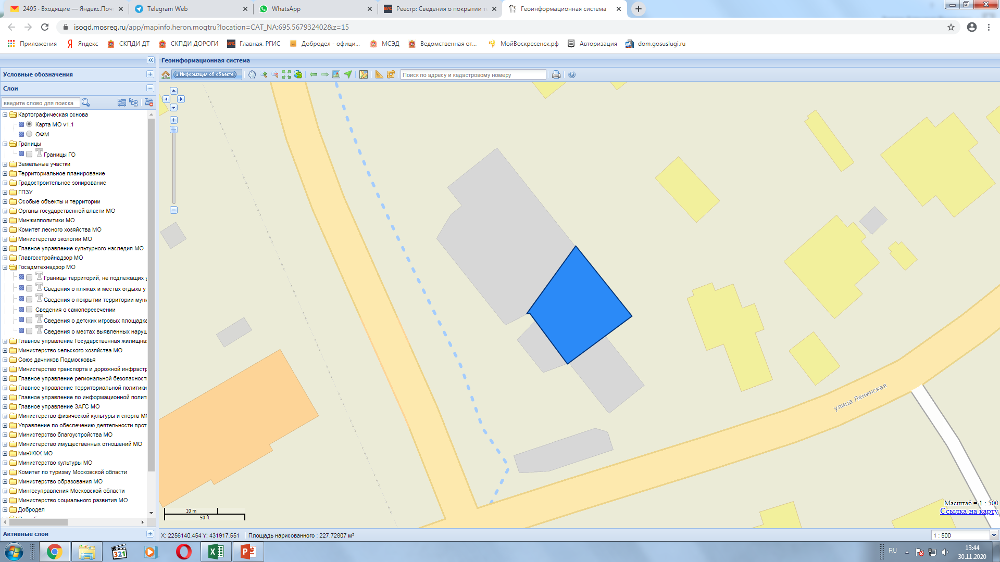 2495 · Входящие — Яндекс.Поч
Telegram Web
WhatsApp
Реестр: Сведения о покрытии т
Геоинформационная система
isogd.mosreg.ru/app/mapinfo.heron.mogtru?location=CAT_NA:695,567932402&z=15
Приложения
Яндекс
СКПДИ ДТ
СКПДИ ДОРОГИ
Главная. РГИС
Добродел - офици...
МСЭД
Ведомственная от...
МойВоскресенск.рф
Авторизация
dom.gosuslugi.ru
Геоинформационная система
Условные обозначения
Информация об объекте
Поиск по адресу и кадастровому номеру
Слои
введите слово для поиска
Картографическая основа
Карта МО v1.1
ОФМ
Границы
Границы ГО
Земельные участки
Территориальное планирование
Градостроительное зонирование
ГПЗУ
Особые объекты и территории
Органы государственной власти МО
Минжилполитики МО
Комитет лесного хозяйства МО
Министерство экологии МО
Главное управление культурного наследия МО
Главгосстройнадзор МО
Госадмтехнадзор МО
Границы территорий, не подлежащих у
Сведения о пляжах и местах отдыха у
Сведения о покрытии территории муни
Сведения о самопересечении
Сведения о детских игровых площадка
Сведения о местах выявленных наруш
Главное управление Государственная жилищна
Министерство сельского хозяйства МО
Союз дачников Подмосковья
Министерство транспорта и дорожной инфрастр
Главное управление региональной безопасност
Главное управление территориальной политики
Главное управление по информационной полит
Главное управление ЗАГС МО
Министерство физической культуры и спорта МО
Управление по обеспечению деятельности прот
Министерство благоустройства МО
Министерство имущественных отношений МО
МинЖКХ МО
Министерство культуры МО
Комитет по туризму Московской области
Министерство образования МО
Мингосуправления Московской области
Министерство социального развития МО
Добродел
Активные слои
улица Ленинская
10 m
50 ft
Масштаб = 1 : 500
Ссылка на карту
X: 2256140.454 Y: 431917.551
Площадь нарисованного : 227.72807 м²
1 : 500
321
RU
13:44
30.11.2020